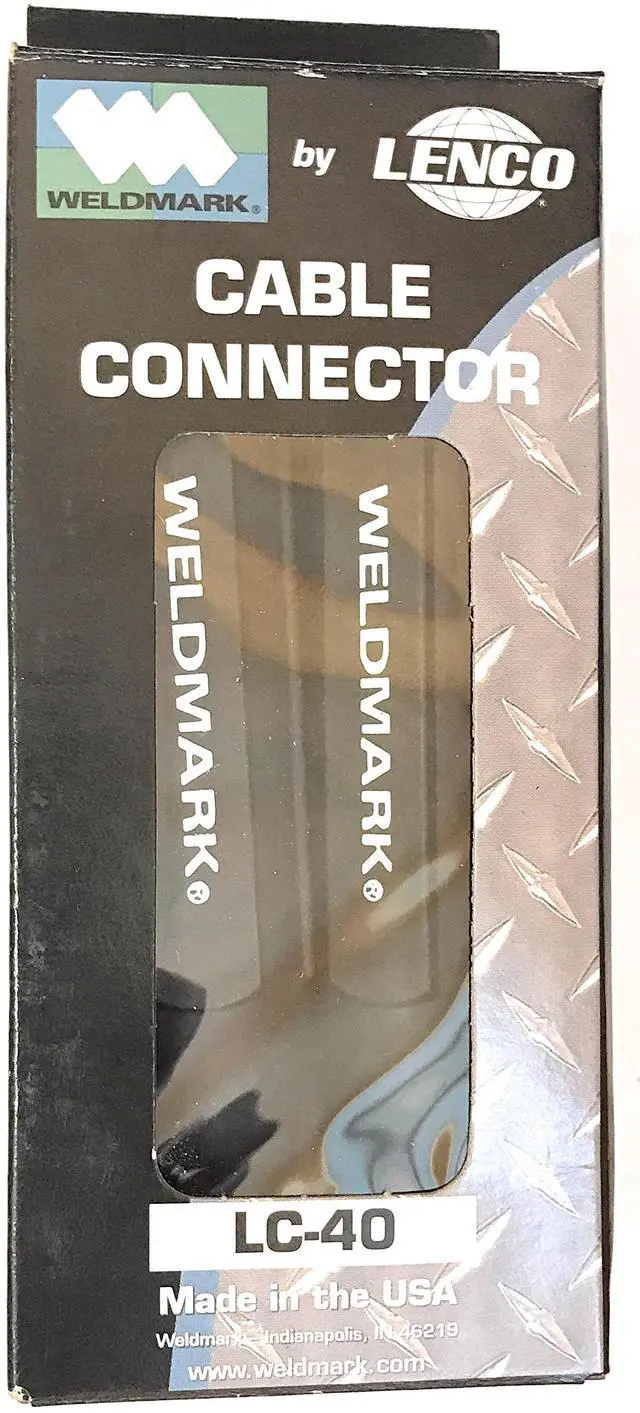 WELDMARK®
by
LENCO®
CABLE
CONNECTOR
WELDMARK®
WELDMARK®
LC-40
Made in the USA
Weldmark - Indianapolis, IN 46219
www.weldmark.com